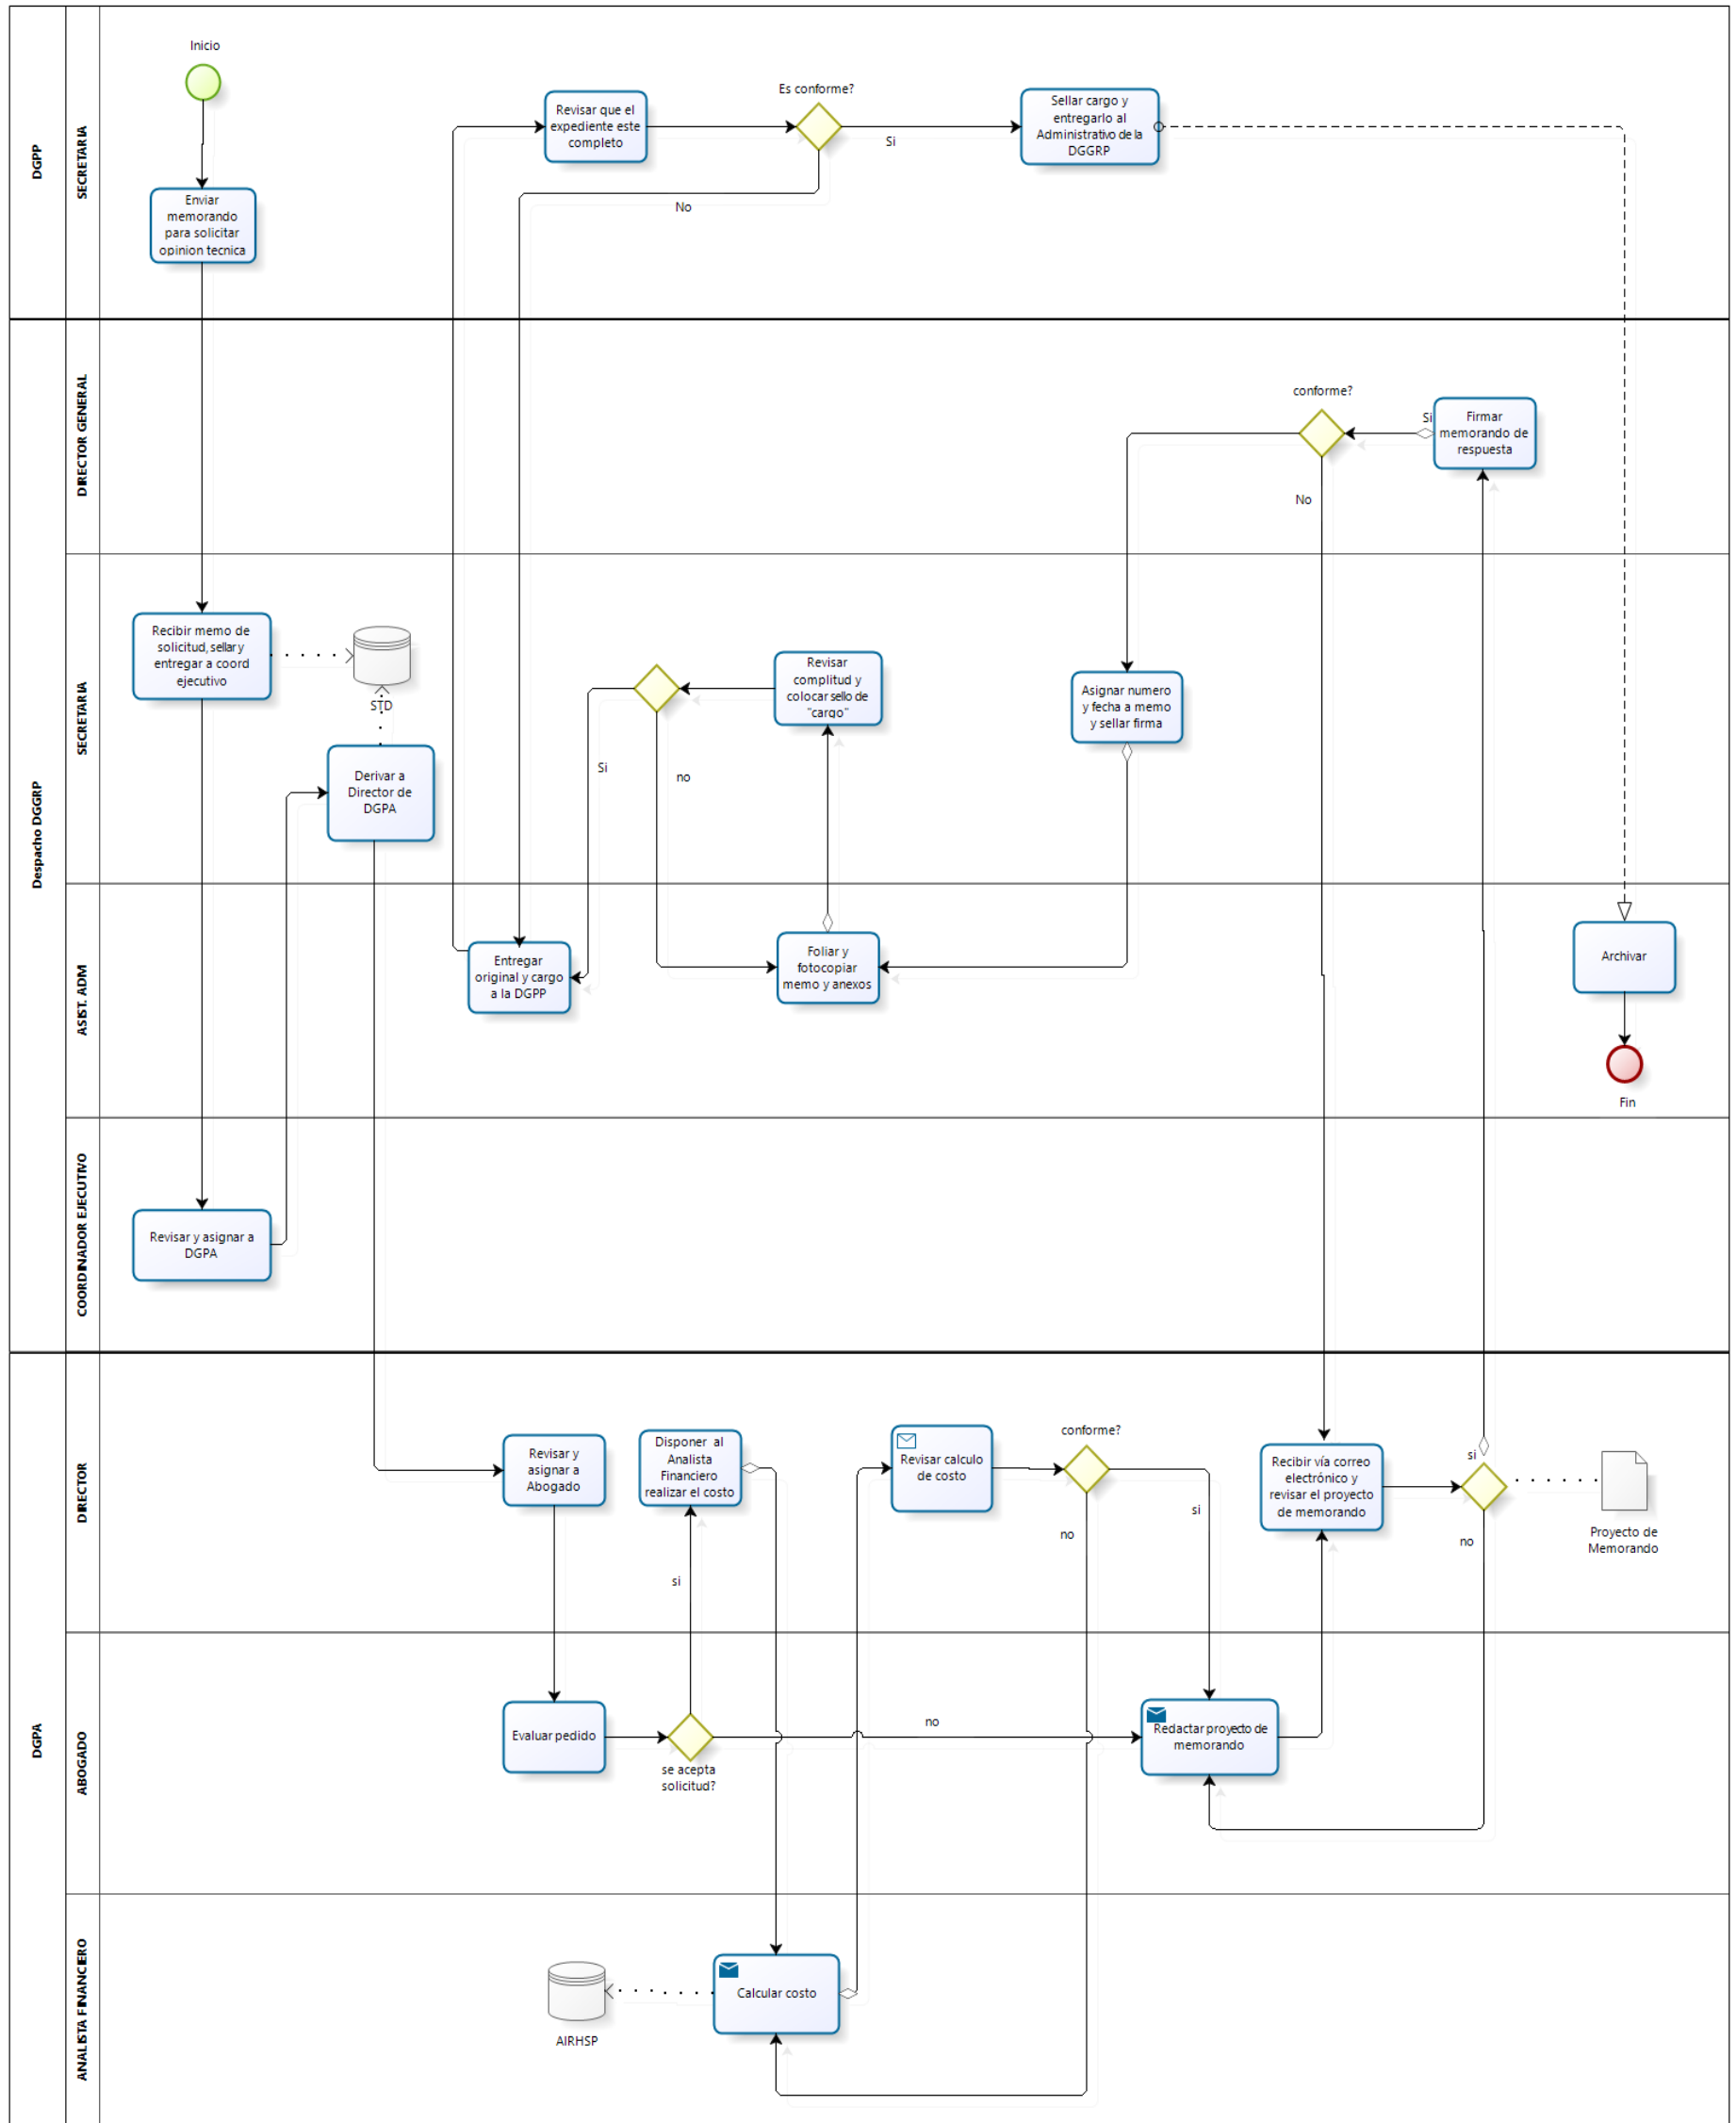 DGPP
SECRETARIA
Inicio
Enviar
memorando
para solicitar
opinion tecnica
Revisar que el
expediente este
completo
Es conforme?
Si
No
Sellar cargo y
entregarlo al
Administrativo de la
DGGRP
Despacho DGGRP
DIRECTOR GENERAL
conforme?
No
Si
Firmar
memorando de
respuesta
SECRETARIA
Recibir memo de
solicitud, sellar y
entregar a coord
ejecutivo
STD
Derivar a
Director de
DGPA
Si
no
Revisar
complitud y
colocar sello de
"cargo"
Asignar numero
y fecha a memo
y sellar firma
ASIST. ADM
Entregar
original y cargo
a la DGPP
Foliar y
fotocopiar
memo y anexos
Archivar
Fin
COORDINADOR EJECUTIVO
Revisar y asignar a
DGPA
DGPA
DIRECTOR
Revisar y
asignar a
Abogado
Disponer al
Analista
Financiero
realizar el costo
si
Revisar calculo
de costo
conforme?
si
no
Recibir vía correo
electrónico y
revisar el proyecto
de memorando
si
no
Proyecto de
Memorando
ABOGADO
Evaluar pedido
se acepta
solicitud?
no
Redactar proyecto de
memorando
ANALISTA FINANCIERO
AIRHSP
Calcular costo